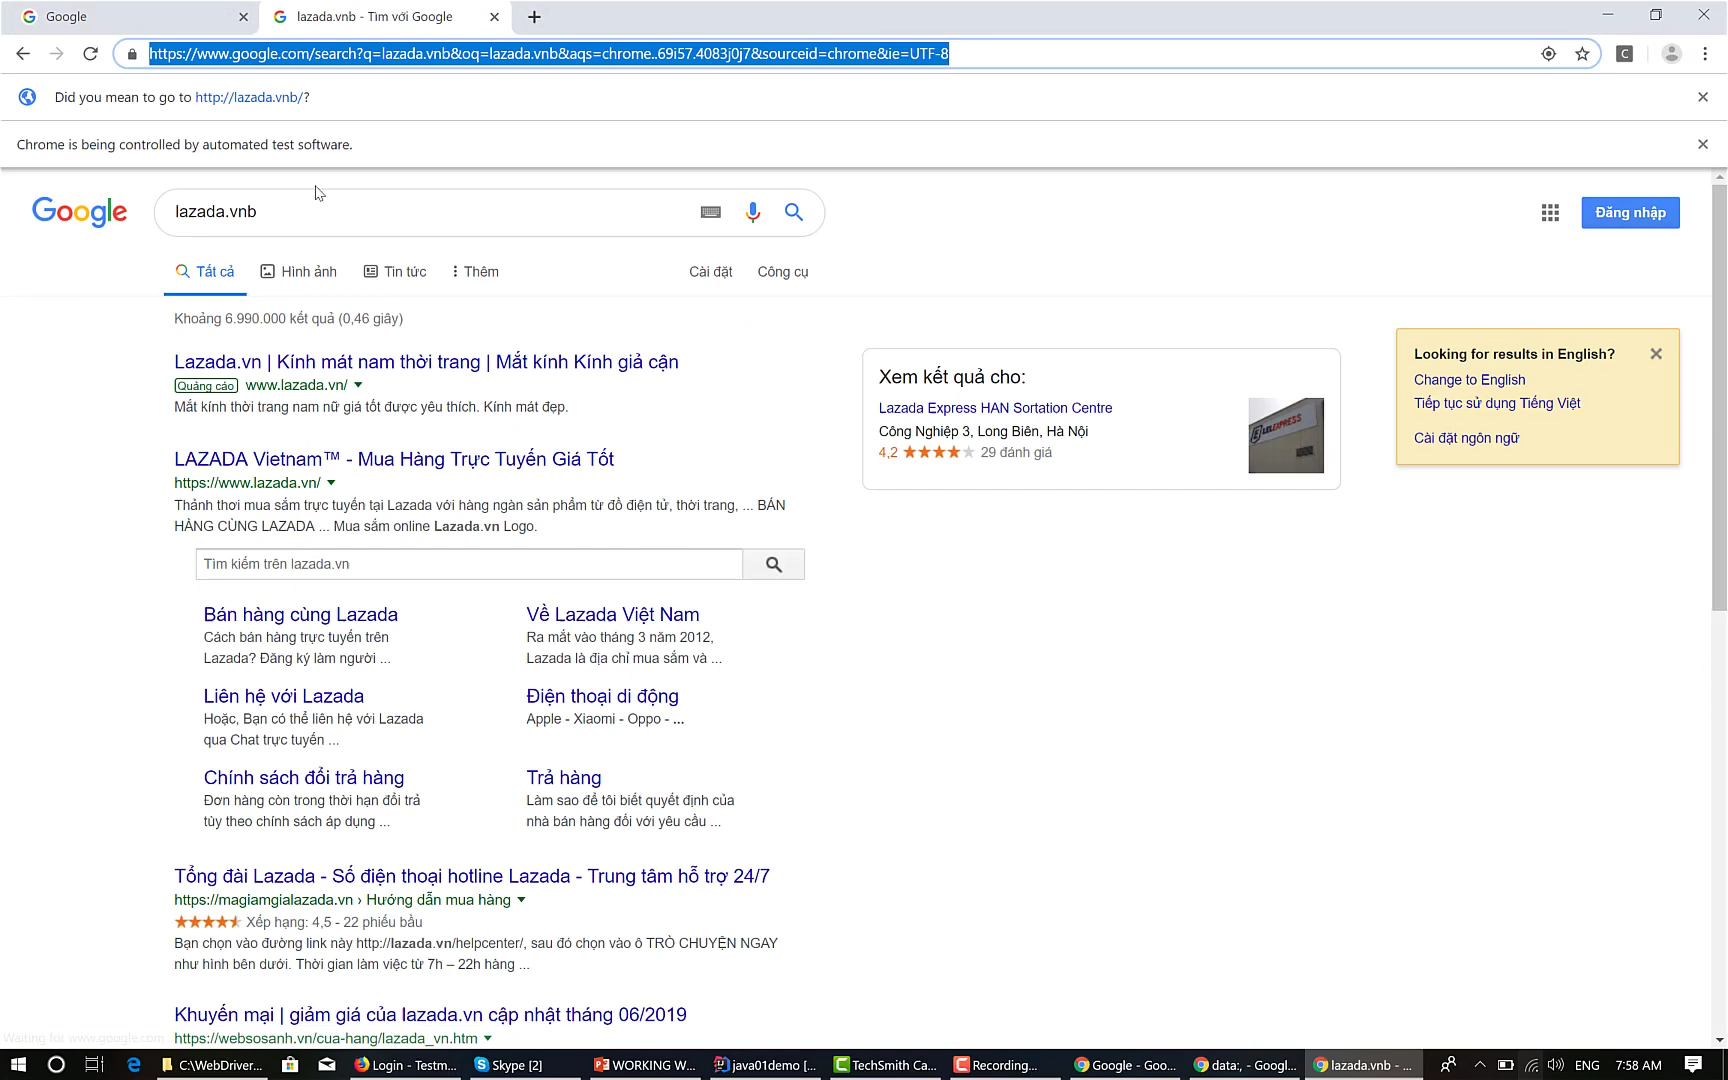 Google
lazada.vnb - Tìm với Google
https://www.google.com/search?q=lazada.vnb&oq=lazada.vnb&aqs=chrome..69i57.4083j0j7&sourceid=chrome&ie=UTF-8
C
Did you mean to go to http://lazada.vnb/?
Chrome is being controlled by automated test software.
Google
lazada.vnb
Đăng nhập
Tất cả
Hình ảnh
Tin tức
Thêm
Cài đặt
Công cụ
Khoảng 6.990.000 kết quả (0,46 giây)
Lazada.vn | Kính mát nam thời trang | Mắt kính Kính giả cận
Quảng cáo www.lazada.vn/
Mắt kính thời trang nam nữ giá tốt được yêu thích. Kính mát đẹp.
LAZADA Vietnam™ - Mua Hàng Trực Tuyến Giá Tốt
https://www.lazada.vn/
Thảnh thơi mua sắm trực tuyến tại Lazada với hàng ngàn sản phẩm từ đồ điện tử, thời trang, ... BÁN
HÀNG CÙNG LAZADA ... Mua sắm online Lazada.vn Logo.
Tìm kiếm trên lazada.vn
Bán hàng cùng Lazada
Cách bán hàng trực tuyến trên
Lazada? Đăng ký làm người ...
Về Lazada Việt Nam
Ra mắt vào tháng 3 năm 2012,
Lazada là địa chỉ mua sắm và ...
Liên hệ với Lazada
Hoặc, Bạn có thể liên hệ với Lazada
qua Chat trực tuyến ...
Điện thoại di động
Apple - Xiaomi - Oppo - ...
Chính sách đổi trả hàng
Đơn hàng còn trong thời hạn đổi trả
tùy theo chính sách áp dụng ...
Trả hàng
Làm sao để tôi biết quyết định của
nhà bán hàng đối với yêu cầu ...
Tổng đài Lazada - Số điện thoại hotline Lazada - Trung tâm hỗ trợ 24/7
https://magiamgialazada.vn › Hướng dẫn mua hàng
Xếp hạng: 4,5 - 22 phiếu bầu
Bạn chọn vào đường link này http://lazada.vn/helpcenter/, sau đó chọn vào ô TRÒ CHUYỆN NGAY
như hình bên dưới. Thời gian làm việc từ 7h – 22h hàng ...
Khuyến mại | giảm giá của lazada.vn cập nhật tháng 06/2019
https://websosanh.vn/cua-hang/lazada_vn.htm
Xem kết quả cho:
Lazada Express HAN Sortation Centre
Công Nghiệp 3, Long Biên, Hà Nội
4,2 29 đánh giá
LELEXPRESS
Looking for results in English?
Change to English
Tiếp tục sử dụng Tiếng Việt
Cài đặt ngôn ngữ
Waiting for www.google.com
C:\WebDriver...
Login - Testm...
Skype [2]
WORKING W...
java01demo [...
TechSmith Ca...
Recording...
Google - Goo...
data:, - Googl...
lazada.vnb - ...
ENG
7:58 AM